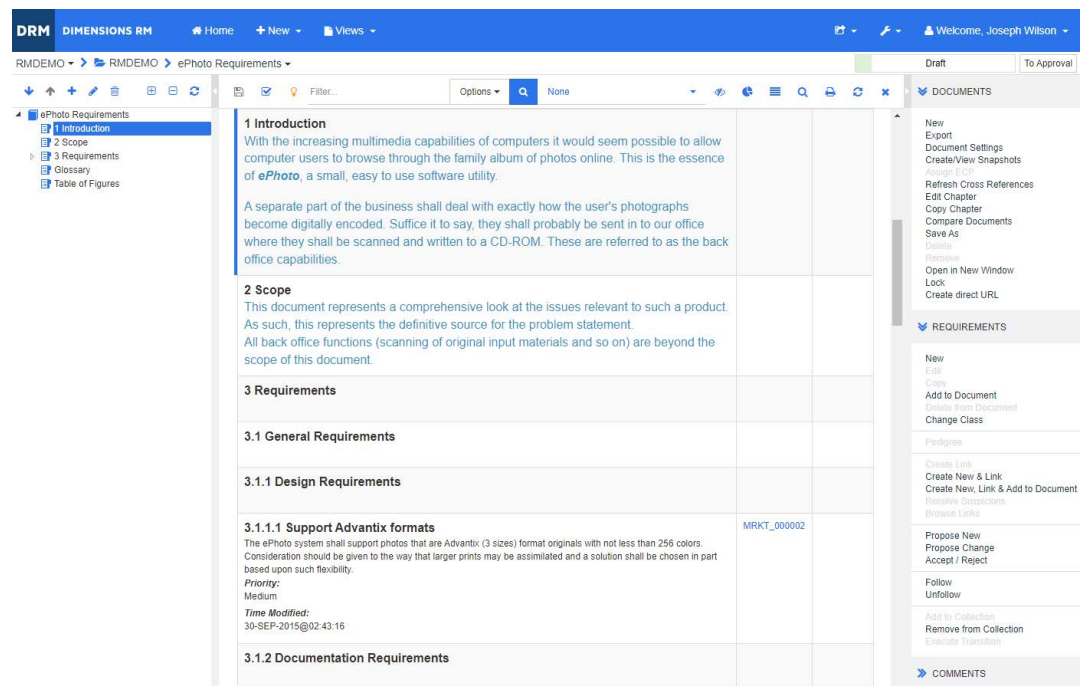 DRM DIMENSIONS RM Home New Views Welcome, Joseph Wilson
RMDEMO RMDEMO ePhoto Requirements Draft To Approval
Filter... Options None
ePhoto Requirements
1 Introduction
2 Scope
3 Requirements
Glossary
Table of Figures
1 Introduction
With the increasing multimedia capabilities of computers it would seem possible to allow
computer users to browse through the family album of photos online. This is the essence
of ePhoto, a small, easy to use software utility.
A separate part of the business shall deal with exactly how the user's photographs
become digitally encoded. Suffice it to say, they shall probably be sent in to our office
where they shall be scanned and written to a CD-ROM. These are referred to as the back
office capabilities.
2 Scope
This document represents a comprehensive look at the issues relevant to such a product.
As such, this represents the definitive source for the problem statement.
All back office functions (scanning of original input materials and so on) are beyond the
scope of this document.
3 Requirements
3.1 General Requirements
3.1.1 Design Requirements
3.1.1.1 Support Advantix formats MRKT_000002
The ePhoto system shall support photos that are Advantix (3 sizes) format originals with not less than 256 colors.
Consideration should be given to the way that larger prints may be assimilated and a solution shall be chosen in part
based upon such flexibility.
Priority:
Medium
Time Modified:
30-SEP-2015@02:43:16
3.1.2 Documentation Requirements
DOCUMENTS
New
Export
Document Settings
Create/View Snapshots
Assign ECP
Refresh Cross References
Edit Chapter
Copy Chapter
Compare Documents
Save As
Delete
Remove
Open in New Window
Lock
Create direct URL
REQUIREMENTS
New
Edit
Copy
Add to Document
Delete from Document
Change Class
Pedigree
Create Link
Create New & Link
Create New, Link & Add to Document
Resolve Suspicions
Browse Links
Propose New
Propose Change
Accept / Reject
Follow
Unfollow
Add to Collection
Remove from Collection
Execute Transition
COMMENTS